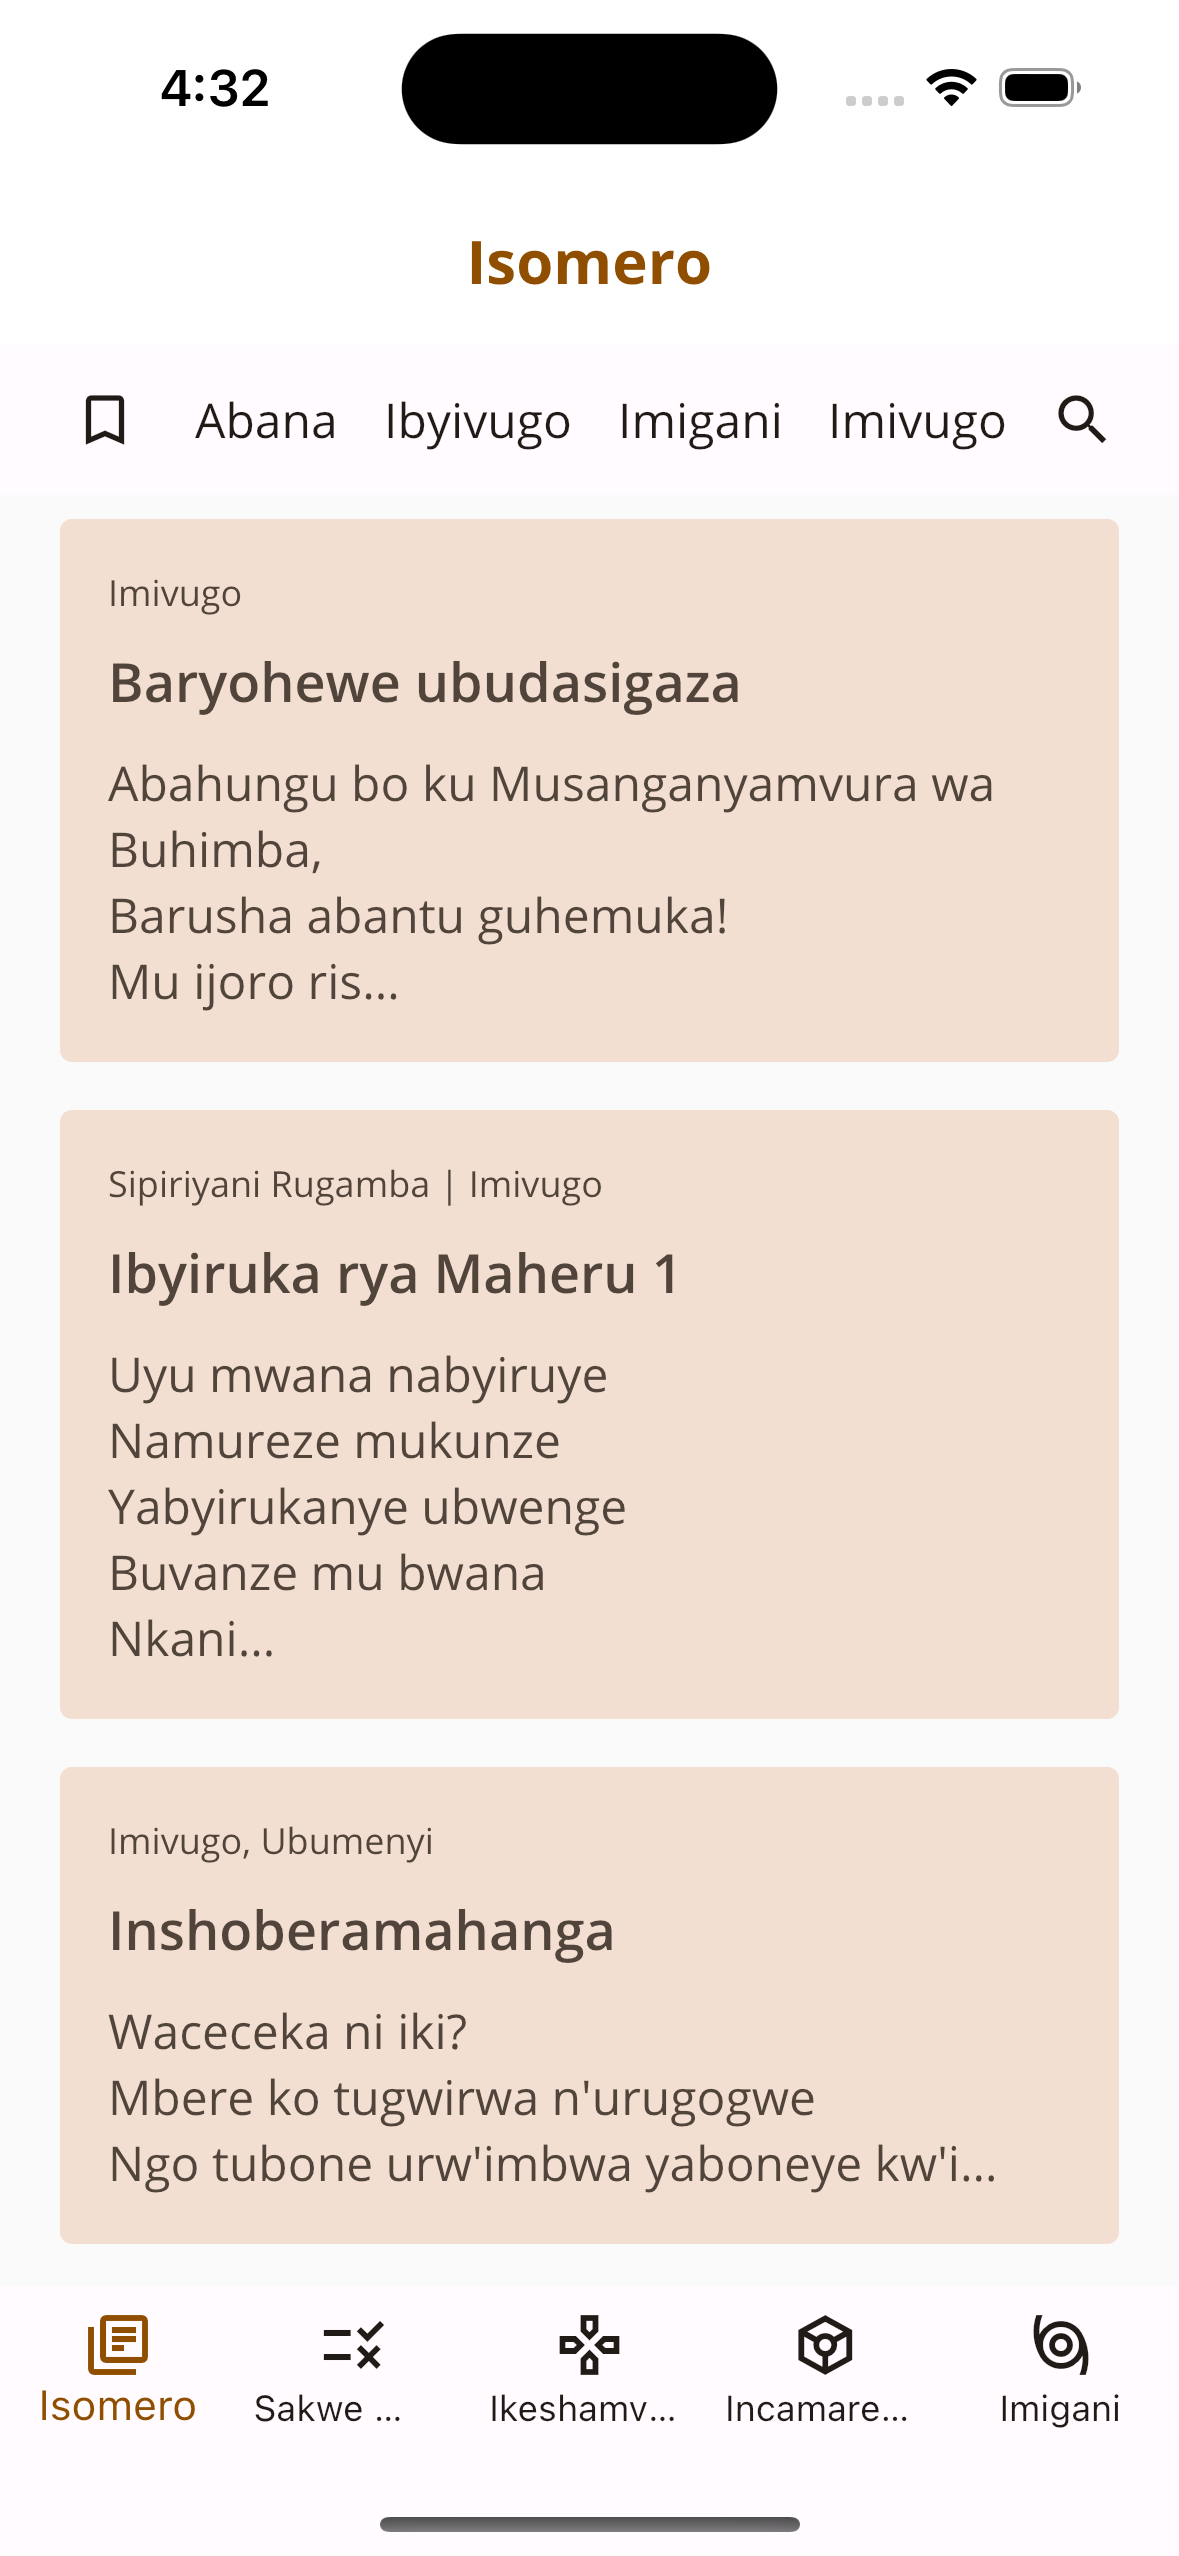 4:32
Isomero
Abana Ibyivugo Imigani Imivugo
Imivugo
Baryohewe ubudasigaza
Abahungu bo ku Musanganyamvura wa
Buhimba,
Barusha abantu guhemuka!
Mu ijoro ris...
Sipiriyani Rugamba | Imivugo
Ibyiruka rya Maheru 1
Uyu mwana nabyiruye
Namureze mukunze
Yabyirukanye ubwenge
Buvanze mu bwana
Nkani...
Imivugo, Ubumenyi
Inshoberamahanga
Waceceka ni iki?
Mbere ko tugwirwa n'urugogwe
Ngo tubone urw'imbwa yaboneye kw'i...
Isomero Sakwe ... Ikeshamv... Incamare... Imigani